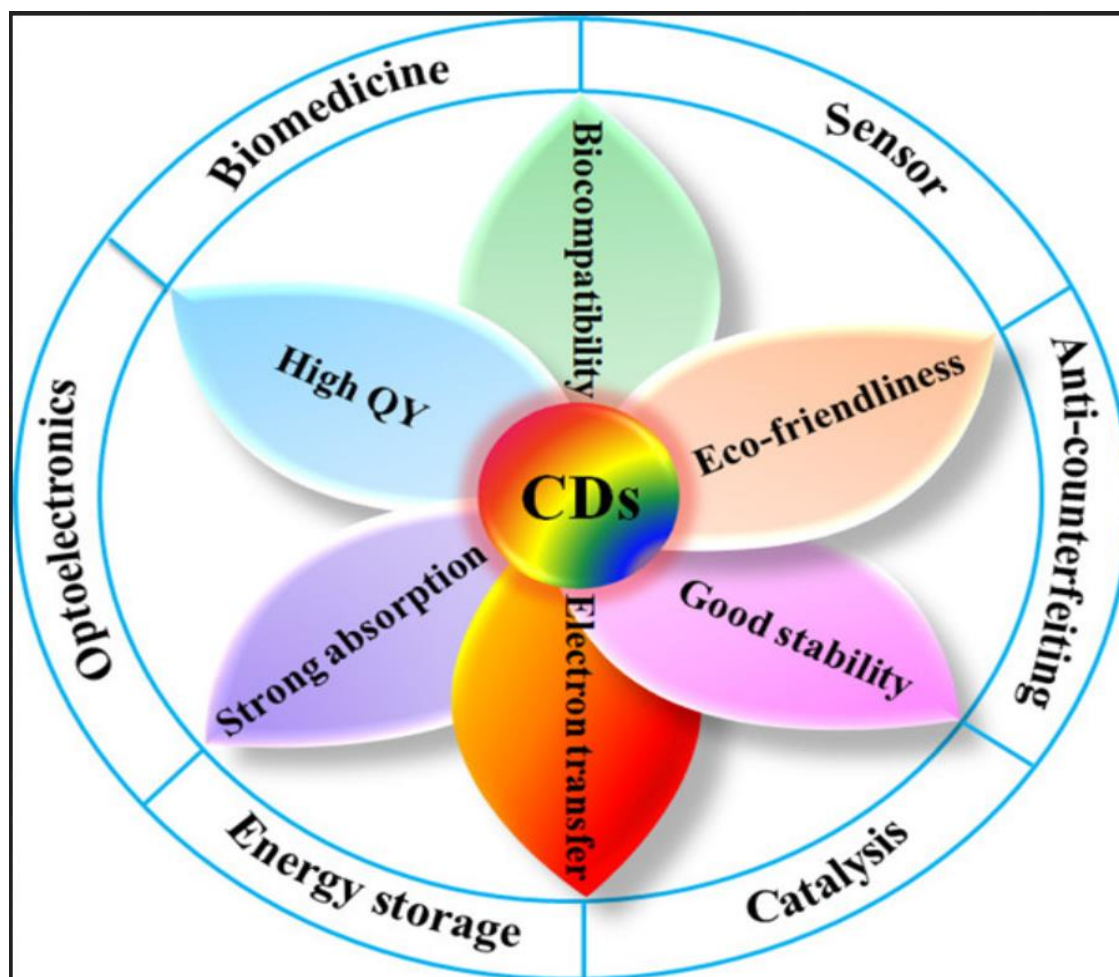 Biomedicine
Sensor
Anti-counterfeiting
Catalysis
Energy storage
Optoelectronics
Biocompatibility
Eco-friendliness
Good stability
Electron transfer
Strong absorption
High QY
CDs